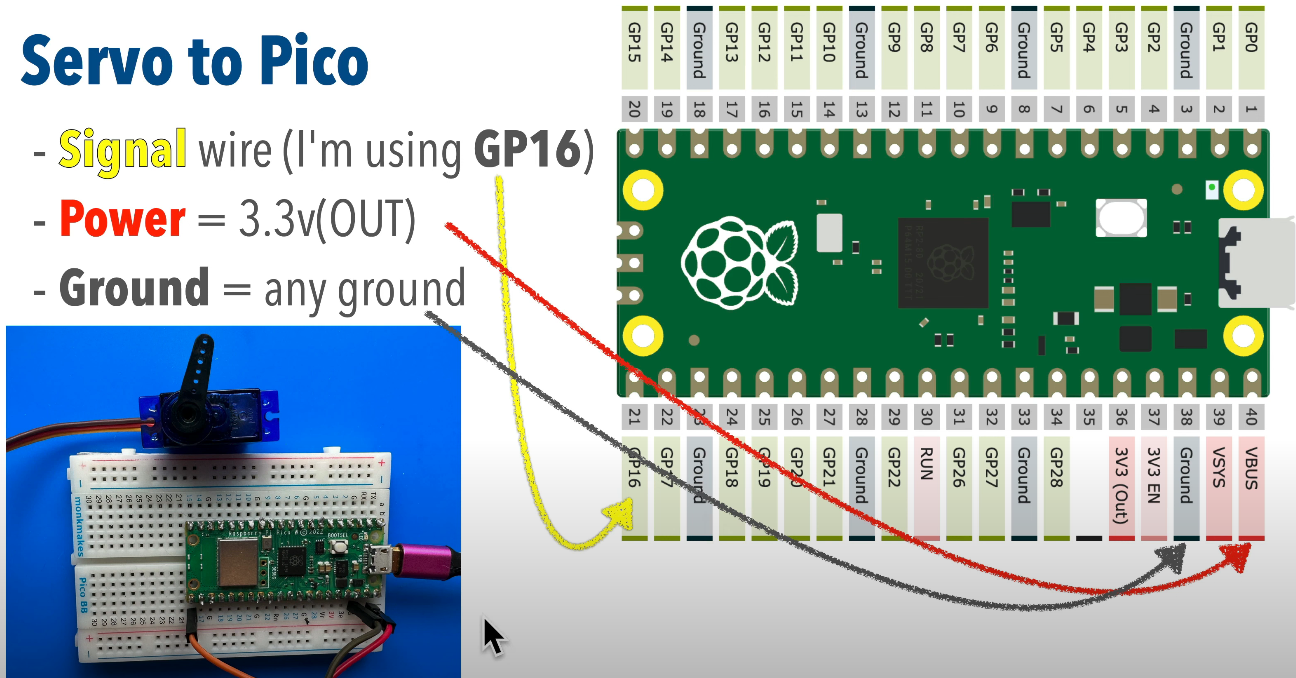 Servo to Pico
- Signal wire (I'm using GP16)
- Power = 3.3v(OUT)
- Ground = any ground
GP15 GP14 Ground GP13 GP12 GP11 GP10 Ground GP9 GP8 GP7 GP6 Ground GP5 GP4 GP3 GP2 Ground GP1 GP0
20 19 18 17 16 15 14 13 12 11 10 9 8 7 6 5 4 3 2 1
21 22 23 24 25 26 27 28 29 30 31 32 33 34 35 36 37 38 39 40
GP16 GP17 Ground GP18 GP19 GP20 GP21 Ground GP22 RUN GP26 GP27 Ground GP28 3V3 (Out) 3V3 EN Ground VSYS VBUS
monkmakes
Pico BB